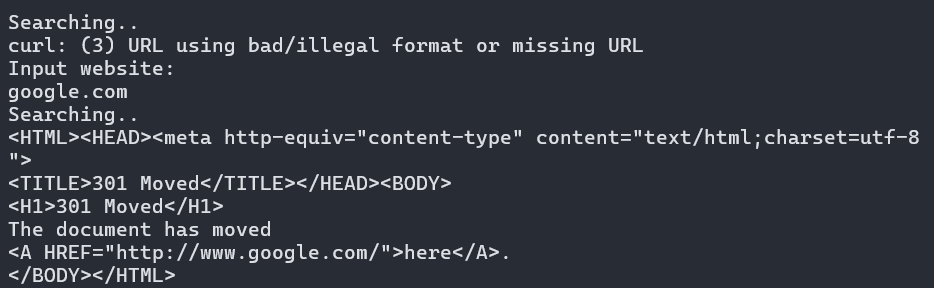 Searching..
curl: (3) URL using bad/illegal format or missing URL
Input website:
google.com
Searching..
<HTML><HEAD><meta http-equiv="content-type" content="text/html;charset=utf-8
">
<TITLE>301 Moved</TITLE></HEAD><BODY>
<H1>301 Moved</H1>
The document has moved
<A HREF="http://www.google.com/">here</A>.
</BODY></HTML>